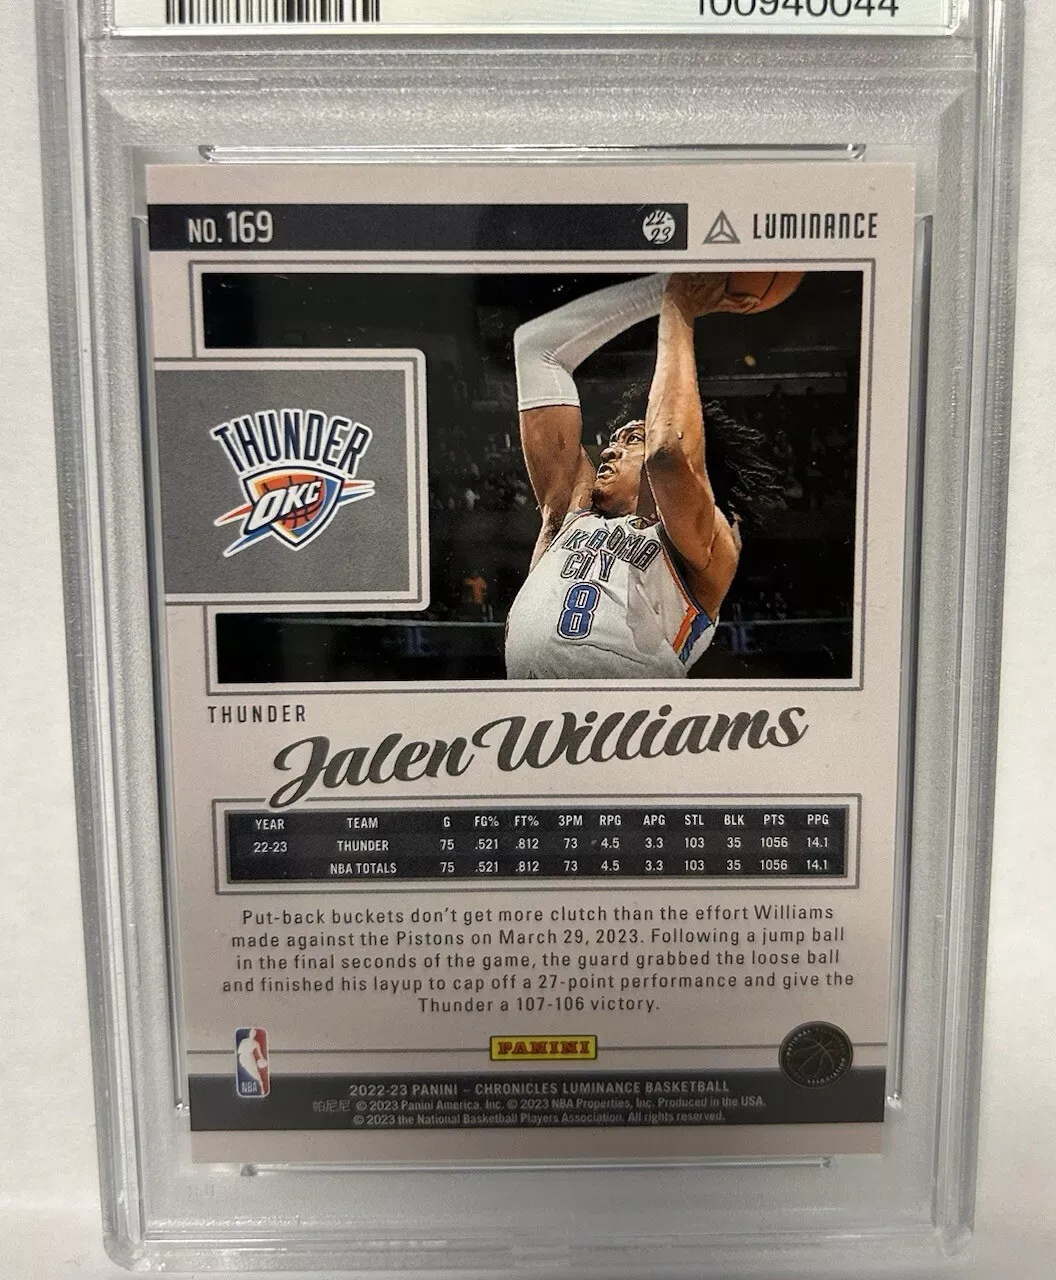 100940044
NO. 169
22-23
LUMINANCE
THUNDER
OKC
OKLAHOMA
CITY
8
THUNDER
Jalen Williams
YEAR TEAM G FG% FT% 3PM RPG APG STL BLK PTS PPG
22-23 THUNDER 75 .521 .812 73 4.5 3.3 103 35 1056 14.1
NBA TOTALS 75 .521 .812 73 4.5 3.3 103 35 1056 14.1
Put-back buckets don't get more clutch than the effort Williams
made against the Pistons on March 29, 2023. Following a jump ball
in the final seconds of the game, the guard grabbed the loose ball
and finished his layup to cap off a 27-point performance and give the
Thunder a 107-106 victory.
NBA
PANINI
NATIONAL BASKETBALL PLAYERS ASSOCIATION
2022-23 PANINI – CHRONICLES LUMINANCE BASKETBALL
帕尼尼 © 2023 Panini America, Inc. © 2023 NBA Properties, Inc. Produced in the USA.
© 2023 the National Basketball Players Association. All rights reserved.